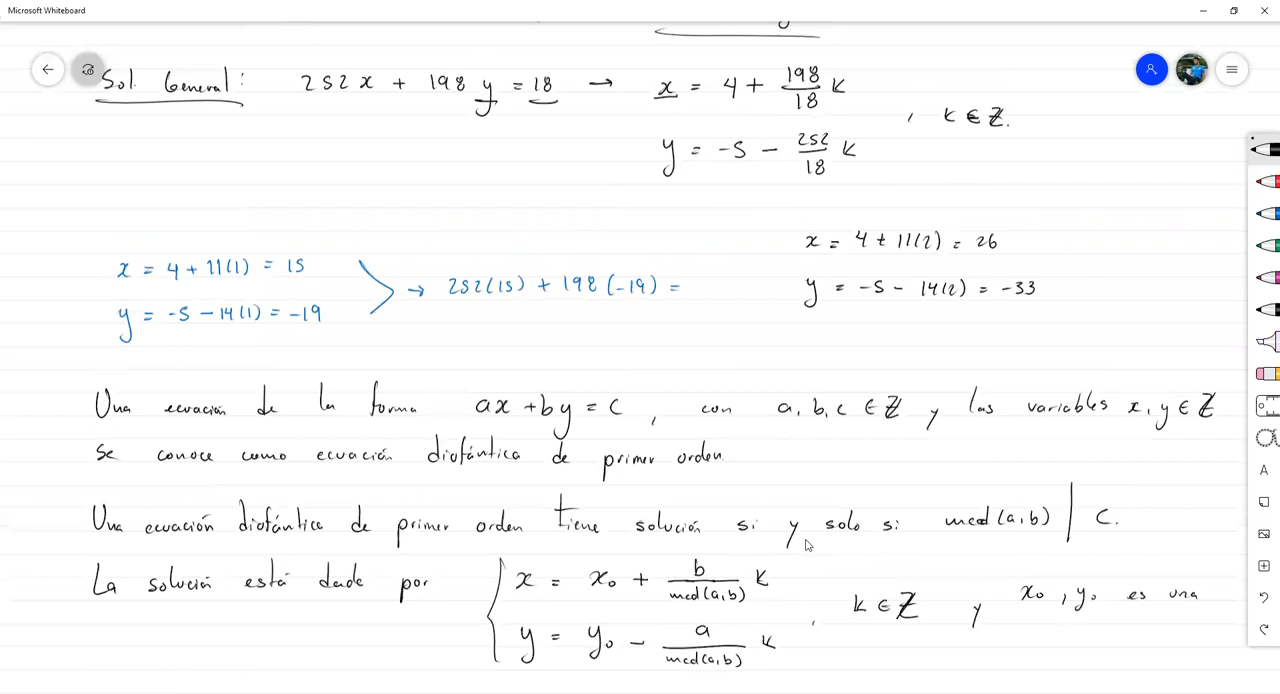 Microsoft Whiteboard
Sol. General: 252x + 198y = 18 → x = 4 + 198/18 k
y = -5 - 252/18 k , k ∈ ℤ.
x = 4 + 11(2) = 26
x = 4 + 11(1) = 15
y = -5 - 14(1) = -19
→ 252(15) + 198(-19) =
y = -5 - 14(2) = -33
Una ecuación de la forma ax + by = c , con a, b, c ∈ ℤ y las variables x, y ∈ ℤ
se conoce como ecuación diofántica de primer orden.
Una ecuación diofántica de primer orden tiene solución si y solo si mcd(a,b) | c.
La solución está dada por { x = x₀ + b/mcd(a,b) k
y = y₀ - a/mcd(a,b) k , k ∈ ℤ y x₀, y₀ es una
A